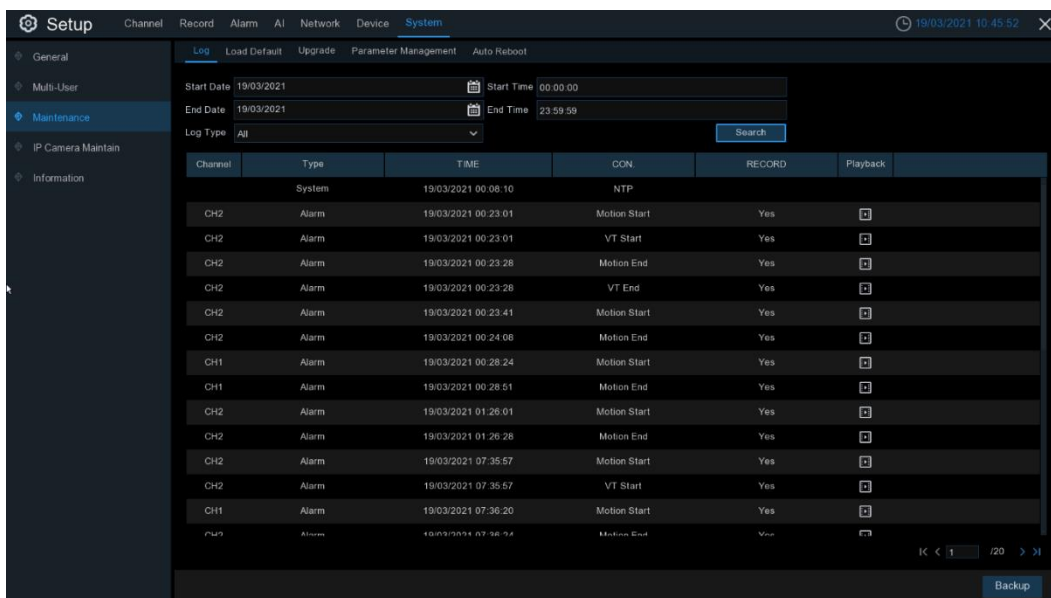 Setup Channel Record Alarm AI Network Device System 19/03/2021 10:45:52
General
Multi-User
Maintenance
IP Camera Maintain
Information
Log Load Default Upgrade Parameter Management Auto Reboot
Start Date 19/03/2021 Start Time 00:00:00
End Date 19/03/2021 End Time 23:59:59
Log Type All Search
Channel Type TIME CON. RECORD Playback
System 19/03/2021 00:08:10 NTP
CH2 Alarm 19/03/2021 00:23:01 Motion Start Yes
CH2 Alarm 19/03/2021 00:23:01 VT Start Yes
CH2 Alarm 19/03/2021 00:23:28 Motion End Yes
CH2 Alarm 19/03/2021 00:23:28 VT End Yes
CH2 Alarm 19/03/2021 00:23:41 Motion Start Yes
CH2 Alarm 19/03/2021 00:24:08 Motion End Yes
CH1 Alarm 19/03/2021 00:28:24 Motion Start Yes
CH1 Alarm 19/03/2021 00:28:51 Motion End Yes
CH2 Alarm 19/03/2021 01:26:01 Motion Start Yes
CH2 Alarm 19/03/2021 01:26:28 Motion End Yes
CH2 Alarm 19/03/2021 07:35:57 Motion Start Yes
CH2 Alarm 19/03/2021 07:35:57 VT Start Yes
CH1 Alarm 19/03/2021 07:36:20 Motion Start Yes
CH2 Alarm 19/03/2021 07:36:24 Motion End Yes
1 /20
Backup